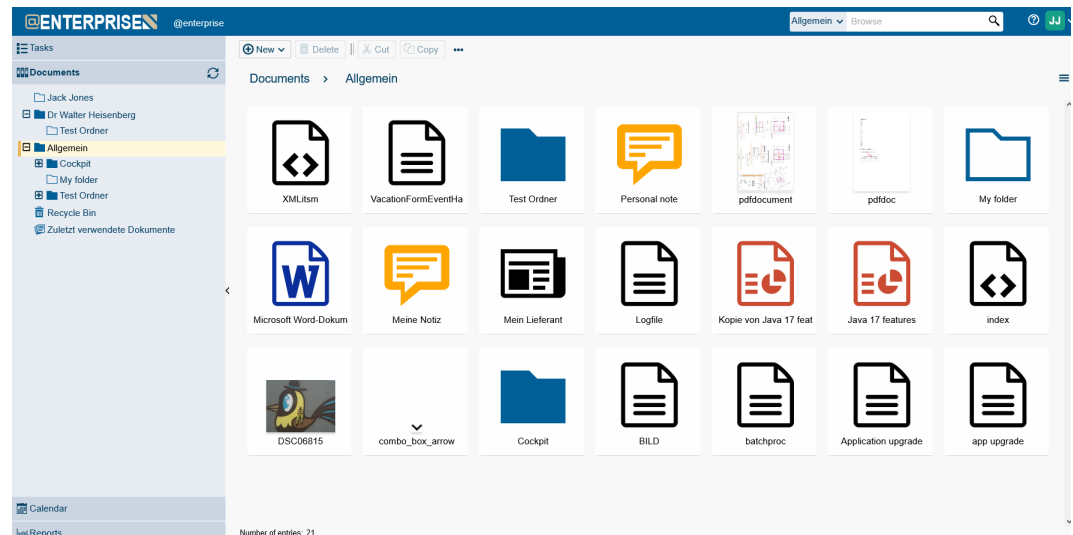 @ENTERPRISE @enterprise Allgemein Browse JJ
Tasks
New Delete Cut Copy
Documents
Documents > Allgemein
Jack Jones
Dr Walter Heisenberg
Test Ordner
Allgemein
Cockpit
My folder
Test Ordner
Recycle Bin
Zuletzt verwendete Dokumente
XMLitsm VacationFormEventHa Test Ordner Personal note pdfdocument pdfdoc My folder
Microsoft Word-Dokum Meine Notiz Mein Lieferant Logfile Kopie von Java 17 feat Java 17 features index
DSC06815 combo_box_arrow Cockpit BILD batchproc Application upgrade app upgrade
Calendar
Reports
Number of entries: 21